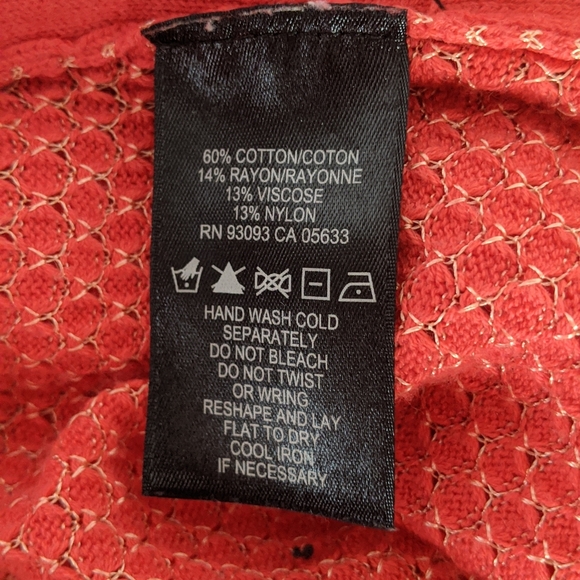 60% COTTON/COTON
14% RAYON/RAYONNE
13% VISCOSE
13% NYLON
RN 93093 CA 05633
HAND WASH COLD
SEPARATELY
DO NOT BLEACH
DO NOT TWIST
OR WRING
RESHAPE AND LAY
FLAT TO DRY
COOL IRON
IF NECESSARY